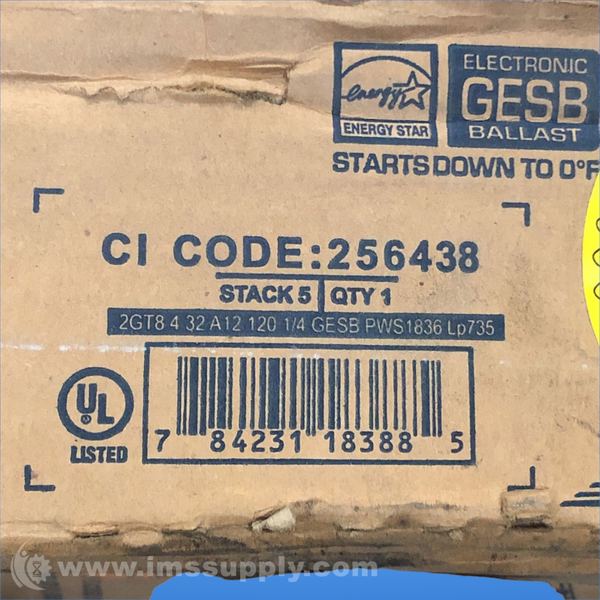 energy
ENERGY STAR
ELECTRONIC
GESB
BALLAST
STARTS DOWN TO 0°F
CI CODE:256438
STACK 5 QTY 1
2GT8 4 32 A12 120 1/4 GESB PWS1836 Lp735
UL
LISTED
7 84231 18388 5
www.imssupply.com